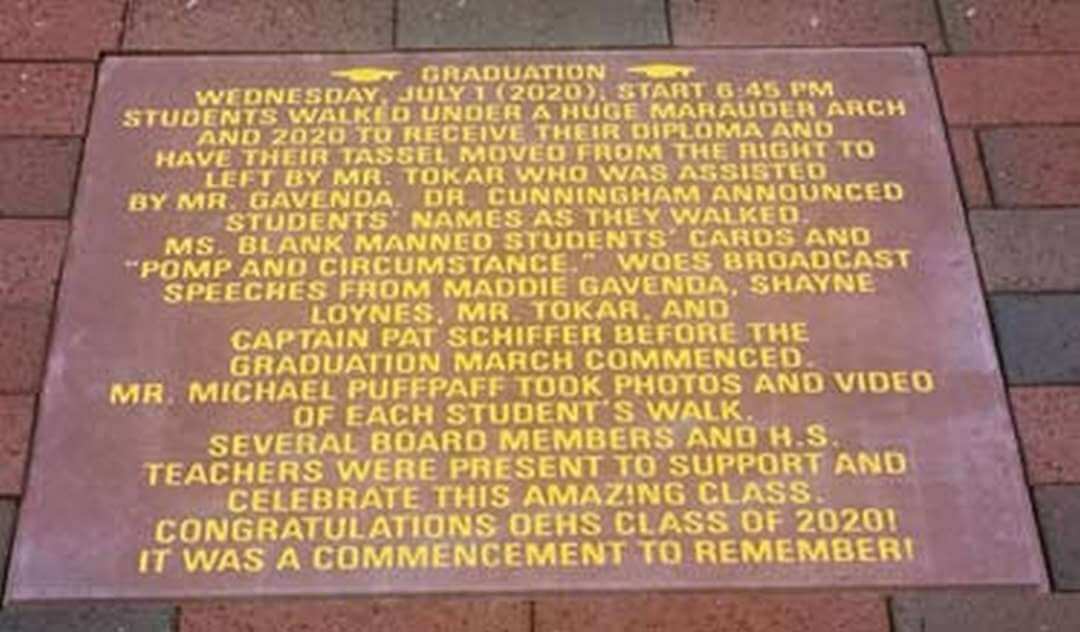 GRADUATION
WEDNESDAY, JULY 1 (2020), START 6:45 PM
STUDENTS WALKED UNDER A HUGE MARAUDER ARCH
AND 2020 TO RECEIVE THEIR DIPLOMA AND
HAVE THEIR TASSEL MOVED FROM THE RIGHT TO
LEFT BY MR. TOKAR WHO WAS ASSISTED
BY MR. GAVENDA. DR. CUNNINGHAM ANNOUNCED
STUDENTS' NAMES AS THEY WALKED.
MS. BLANK MANNED STUDENTS' CARDS AND
"POMP AND CIRCUMSTANCE." WOES BROADCAST
SPEECHES FROM MADDIE GAVENDA, SHAYNE
LOYNES, MR. TOKAR, AND
CAPTAIN PAT SCHIFFER BEFORE THE
GRADUATION MARCH COMMENCED.
MR. MICHAEL PUFFPAFF TOOK PHOTOS AND VIDEO
OF EACH STUDENT'S WALK.
SEVERAL BOARD MEMBERS AND H.S.
TEACHERS WERE PRESENT TO SUPPORT AND
CELEBRATE THIS AMAZING CLASS.
CONGRATULATIONS OEHS CLASS OF 2020!
IT WAS A COMMENCEMENT TO REMEMBER!